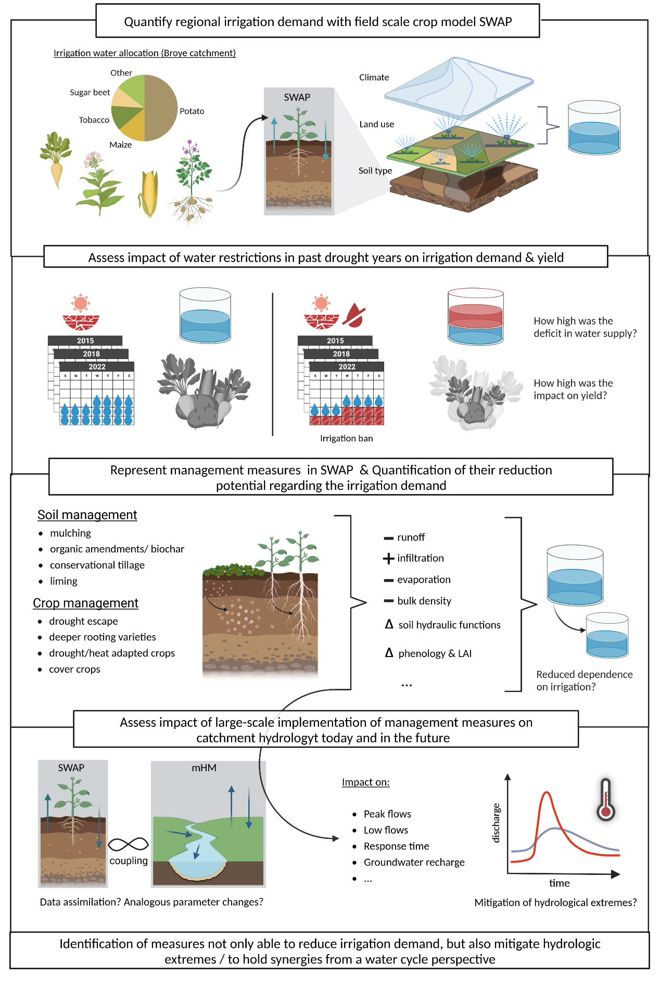 Quantify regional irrigation demand with field scale crop model SWAP
Irrigation water allocation (Broye catchment)
Other
Sugar beet
Tobacco
Maize
Potato
SWAP
Climate
Land use
Soil type
Assess impact of water restrictions in past drought years on irrigation demand & yield
2015
2018
2022
S M T W T F S
2015
2018
2022
S M T W T F S
Irrigation ban
How high was the
deficit in water supply?
How high was the
impact on yield?
Represent management measures in SWAP & Quantification of their reduction
potential regarding the irrigation demand
Soil management
• mulching
• organic amendments/ biochar
• conservational tillage
• liming
Crop management
• drought escape
• deeper rooting varieties
• drought/heat adapted crops
• cover crops
− runoff
+ infiltration
− evaporation
− bulk density
Δ soil hydraulic functions
Δ phenology & LAI
...
Reduced dependence
on irrigation?
Assess impact of large-scale implementation of management measures on
catchment hydrologyt today and in the future
SWAP
coupling
mHM
Data assimilation? Analogous parameter changes?
Impact on:
• Peak flows
• Low flows
• Response time
• Groundwater recharge
• ...
discharge
time
Mitigation of hydrological extremes?
Identification of measures not only able to reduce irrigation demand, but also mitigate hydrologic
extremes / to hold synergies from a water cycle perspective